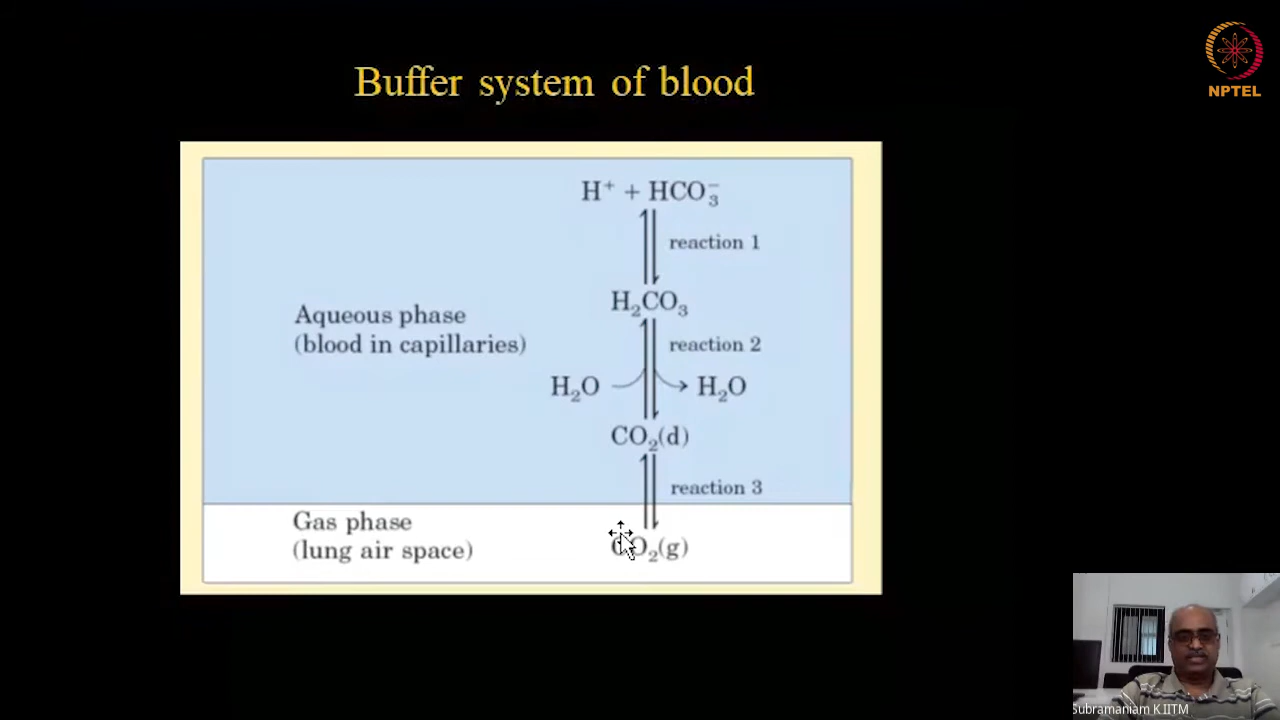 Buffer system of blood
NPTEL
H⁺ + HCO₃⁻
reaction 1
H₂CO₃
Aqueous phase
(blood in capillaries)
reaction 2
H₂O
H₂O
CO₂(d)
reaction 3
Gas phase
(lung air space)
CO₂(g)
Subramaniam K IITM